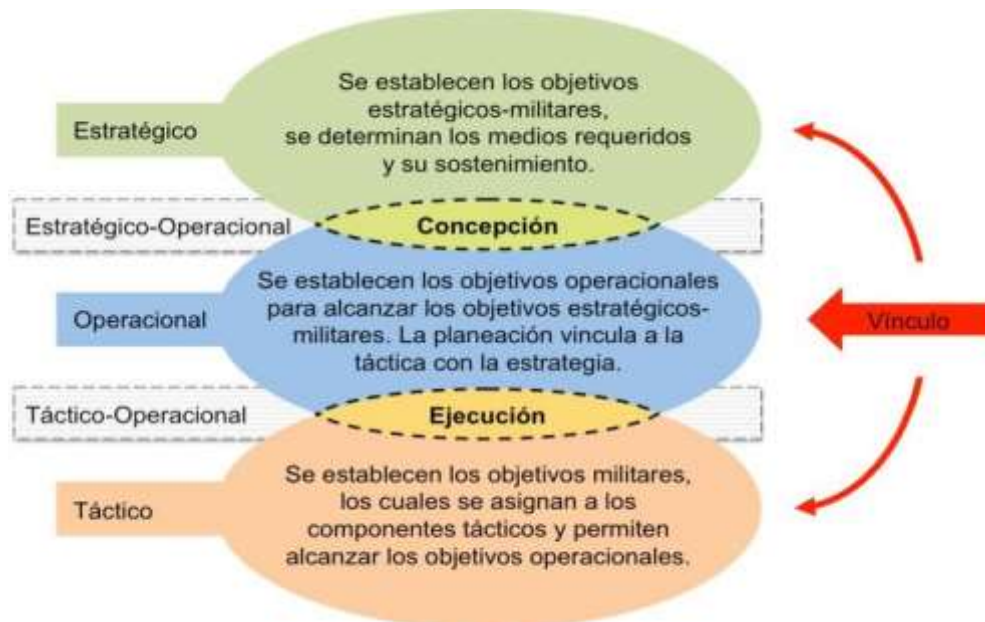 Se establecen los objetivos
estratégicos-militares,
se determinan los medios requeridos
y su sostenimiento.
Estratégico
Estratégico-Operacional
Concepción
Se establecen los objetivos operacionales
para alcanzar los objetivos estratégicos-
militares. La planeación vincula a la
táctica con la estrategia.
Operacional
Vínculo
Táctico-Operacional
Ejecución
Se establecen los objetivos militares,
los cuales se asignan a los
componentes tácticos y permiten
alcanzar los objetivos operacionales.
Táctico